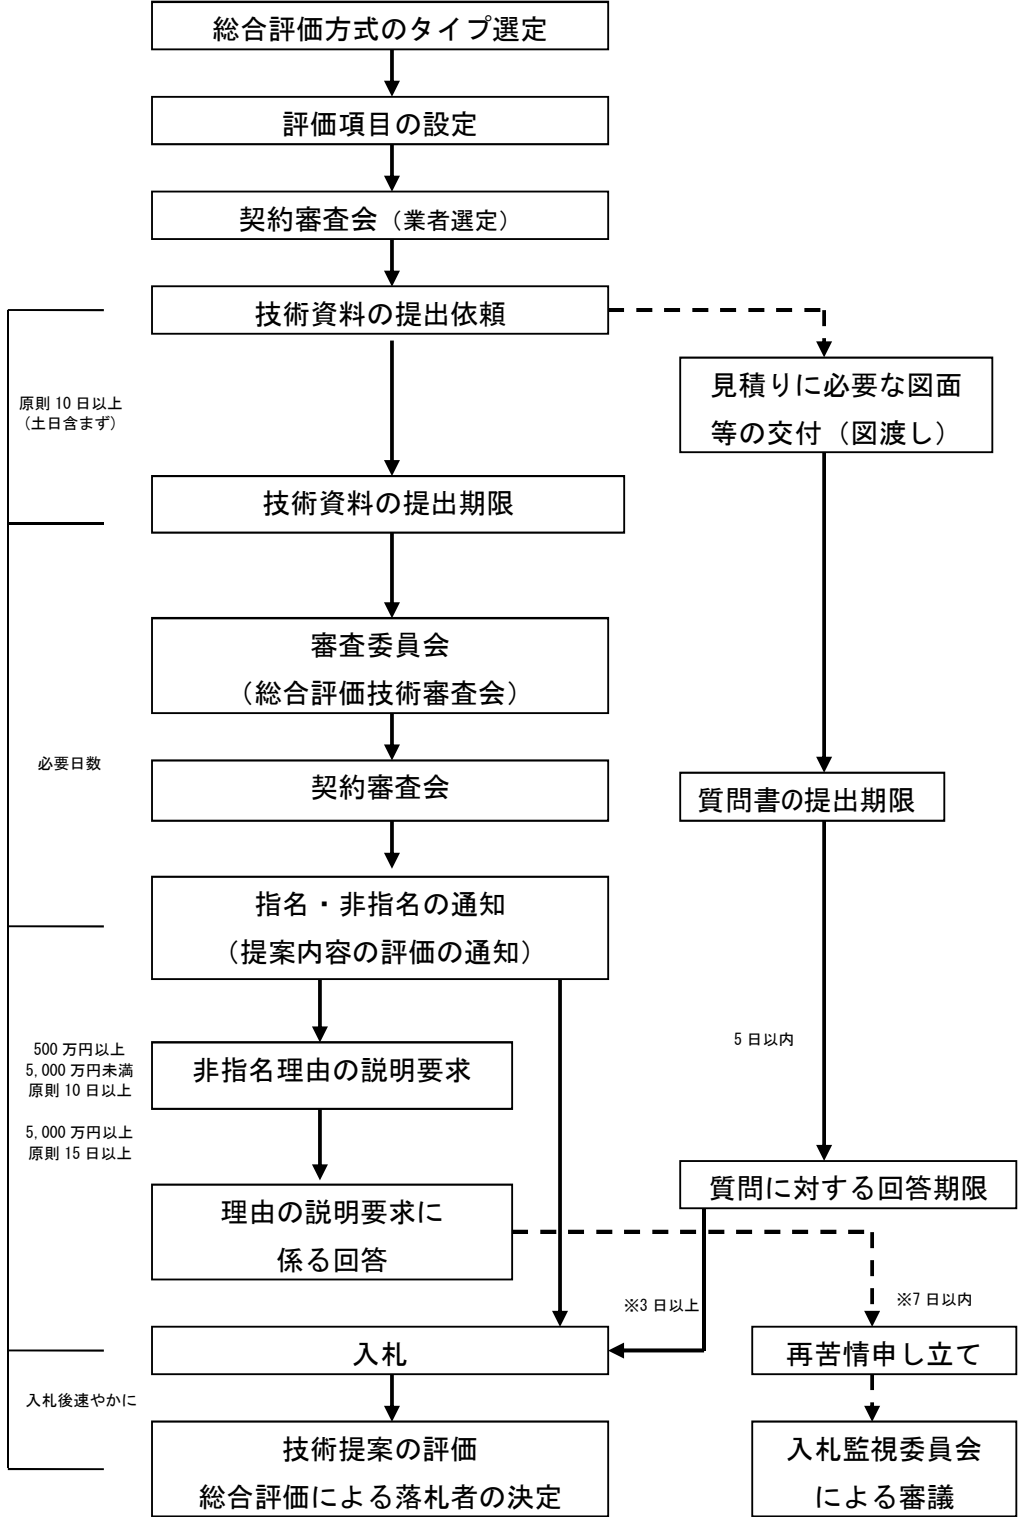 総合評価方式のタイプ選定
評価項目の設定
契約審査会（業者選定）
技術資料の提出依頼
見積りに必要な図面
等の交付（図渡し）
原則 10 日以上
（土日含まず）
技術資料の提出期限
審査委員会
（総合評価技術審査会）
必要日数
契約審査会
質問書の提出期限
指名・非指名の通知
（提案内容の評価の通知）
500 万円以上
5,000 万円未満
原則 10 日以上
5,000 万円以上
原則 15 日以上
非指名理由の説明要求
5 日以内
質問に対する回答期限
理由の説明要求に
係る回答
※3 日以上
※7 日以内
入札
再苦情申し立て
入札後速やかに
技術提案の評価
総合評価による落札者の決定
入札監視委員会
による審議